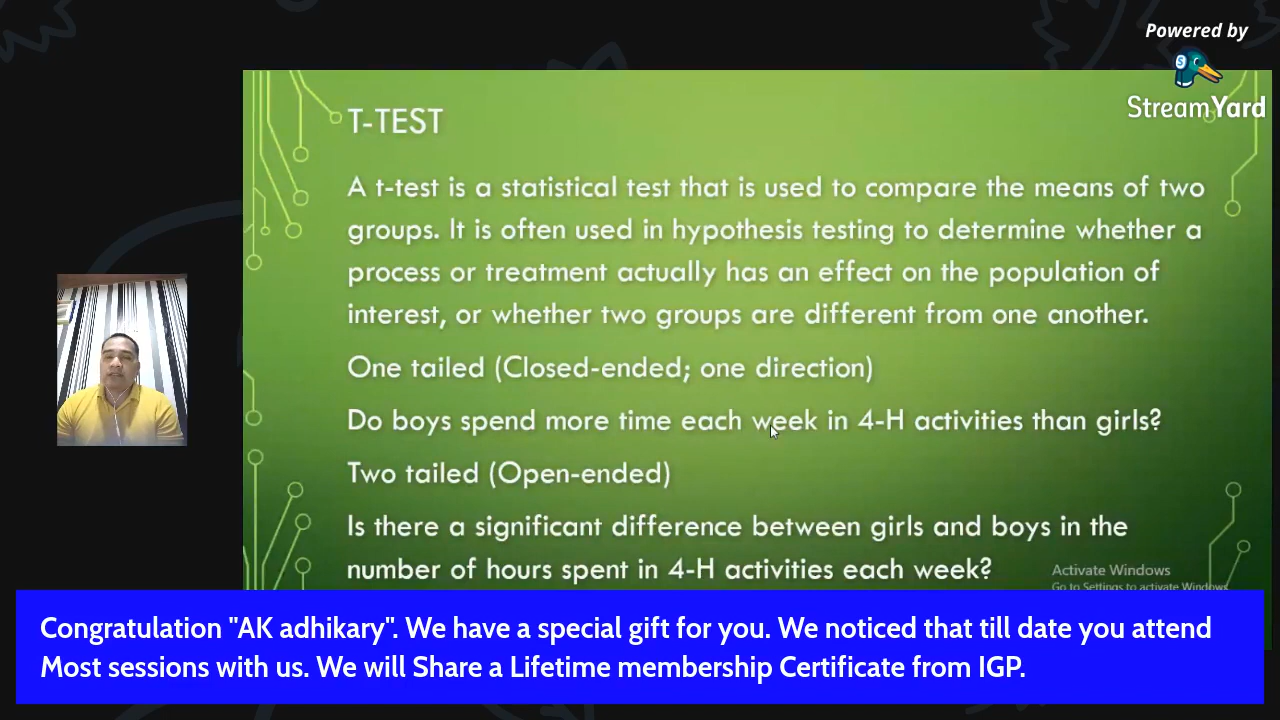 Powered by
StreamYard
T-TEST
A t-test is a statistical test that is used to compare the means of two
groups. It is often used in hypothesis testing to determine whether a
process or treatment actually has an effect on the population of
interest, or whether two groups are different from one another.
One tailed (Closed-ended; one direction)
Do boys spend more time each week in 4-H activities than girls?
Two tailed (Open-ended)
Is there a significant difference between girls and boys in the
number of hours spent in 4-H activities each week?
Activate Windows
Go to Settings to activate Windows.
Congratulation "AK adhikary". We have a special gift for you. We noticed that till date you attend
Most sessions with us. We will Share a Lifetime membership Certificate from IGP.